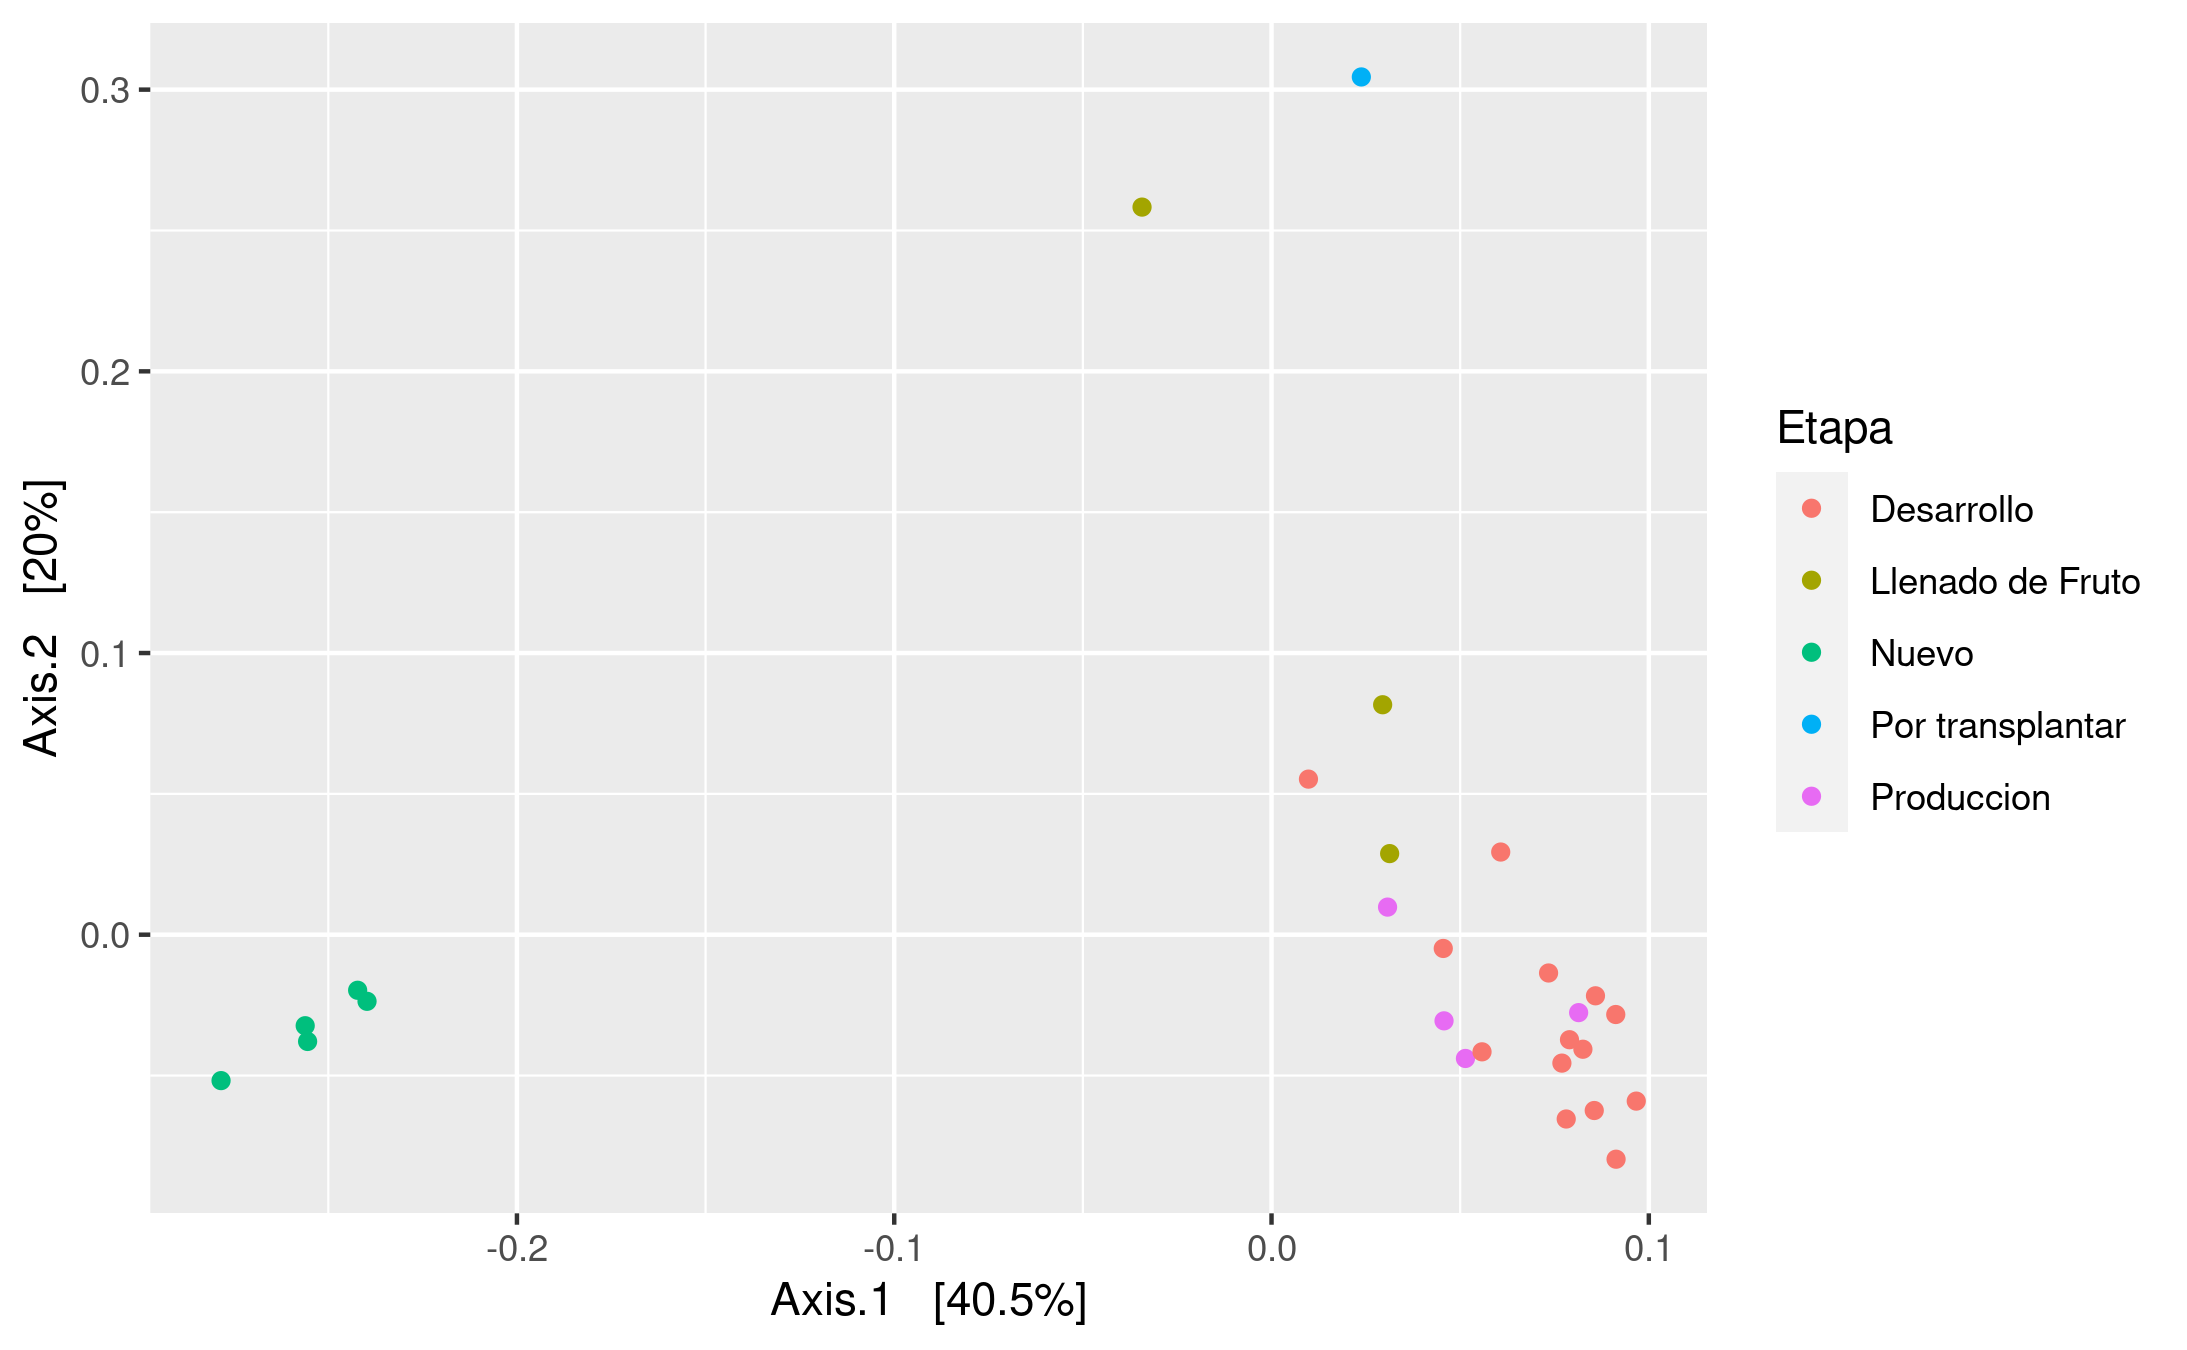 0.3
0.2
0.1
0.0
Axis.2 [20%]
-0.2 -0.1 0.0 0.1
Axis.1 [40.5%]
Etapa
Desarrollo
Llenado de Fruto
Nuevo
Por transplantar
Produccion